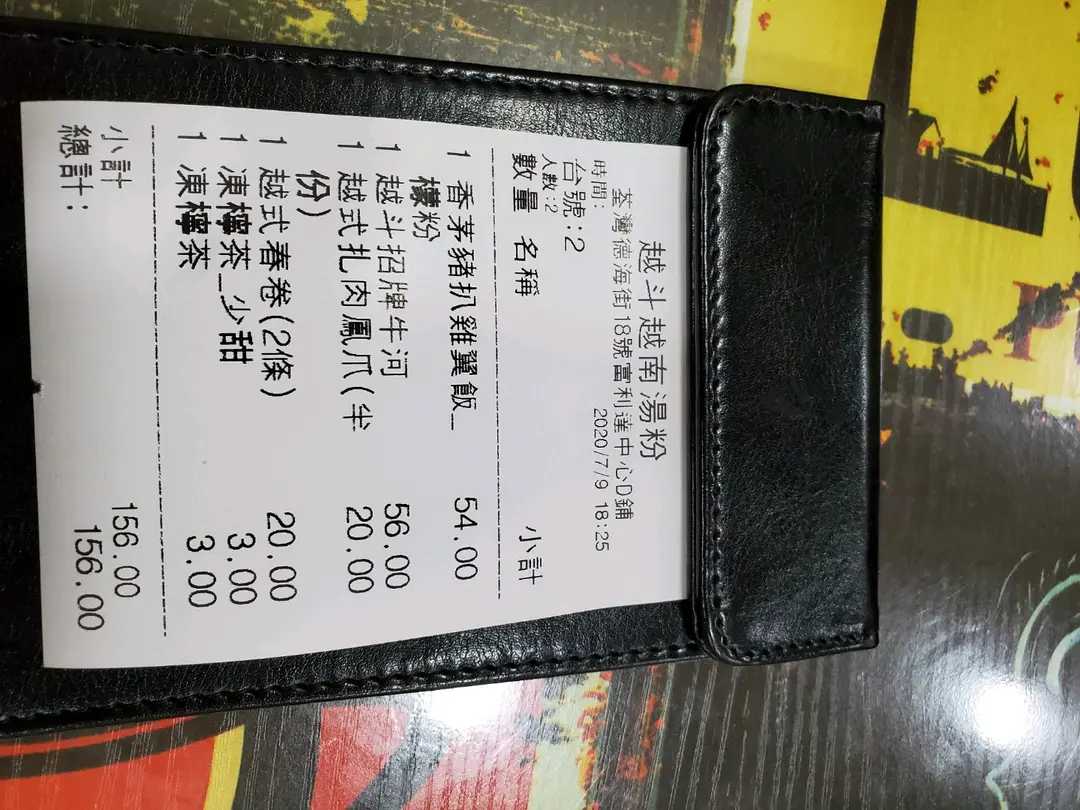 越斗越南湯粉
荃灣德海街18號富利達中心D鋪
時間: 2020/7/9 18:25
台號:2
人數:2
數量 名稱 小計
1 香茅豬扒雞翼飯_ 54.00
檬粉
1 越斗招牌牛河 56.00
1 越式扎肉鳳爪(半 20.00
份)
1 越式春卷(2條) 20.00
1 凍檸茶_少甜 3.00
1 凍檸茶 3.00
小計 156.00
總計: 156.00